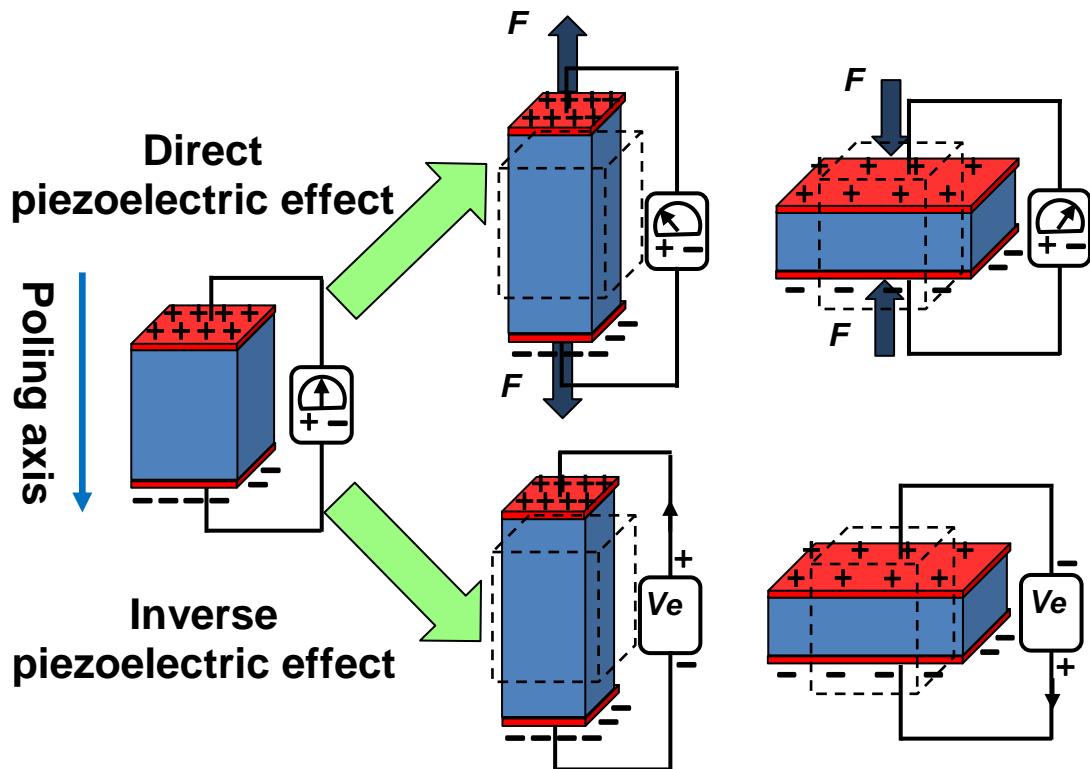 Direct
piezoelectric effect
Poling axis
Inverse
piezoelectric effect
F
F
+ + + +
+ + + +
+ -
F
F
+ + + +
+ + + +
+ -
+ + + +
+ + + +
+ -
+ + + +
+ + + +
+
Ve
-
+ + + +
+ + + +
-
Ve
+